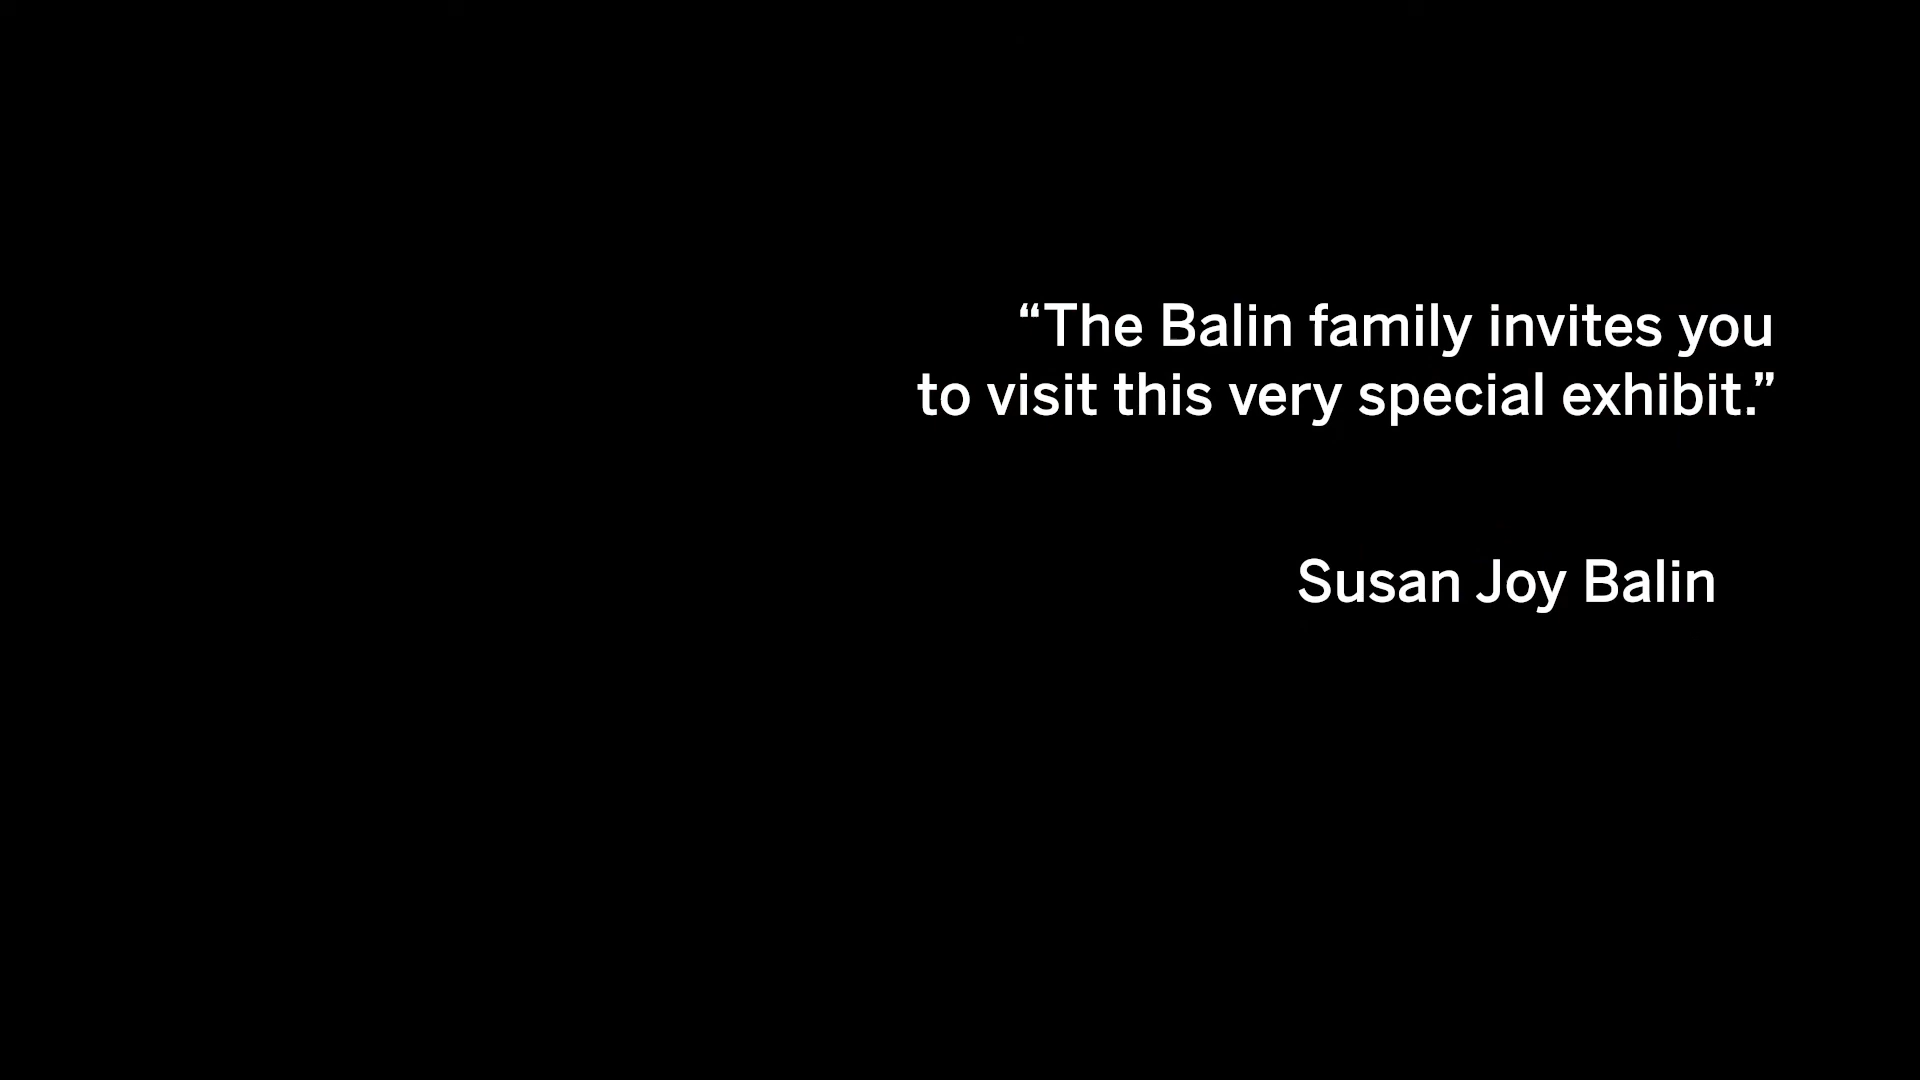 “The Balin family invites you
to visit this very special exhibit.”
Susan Joy Balin